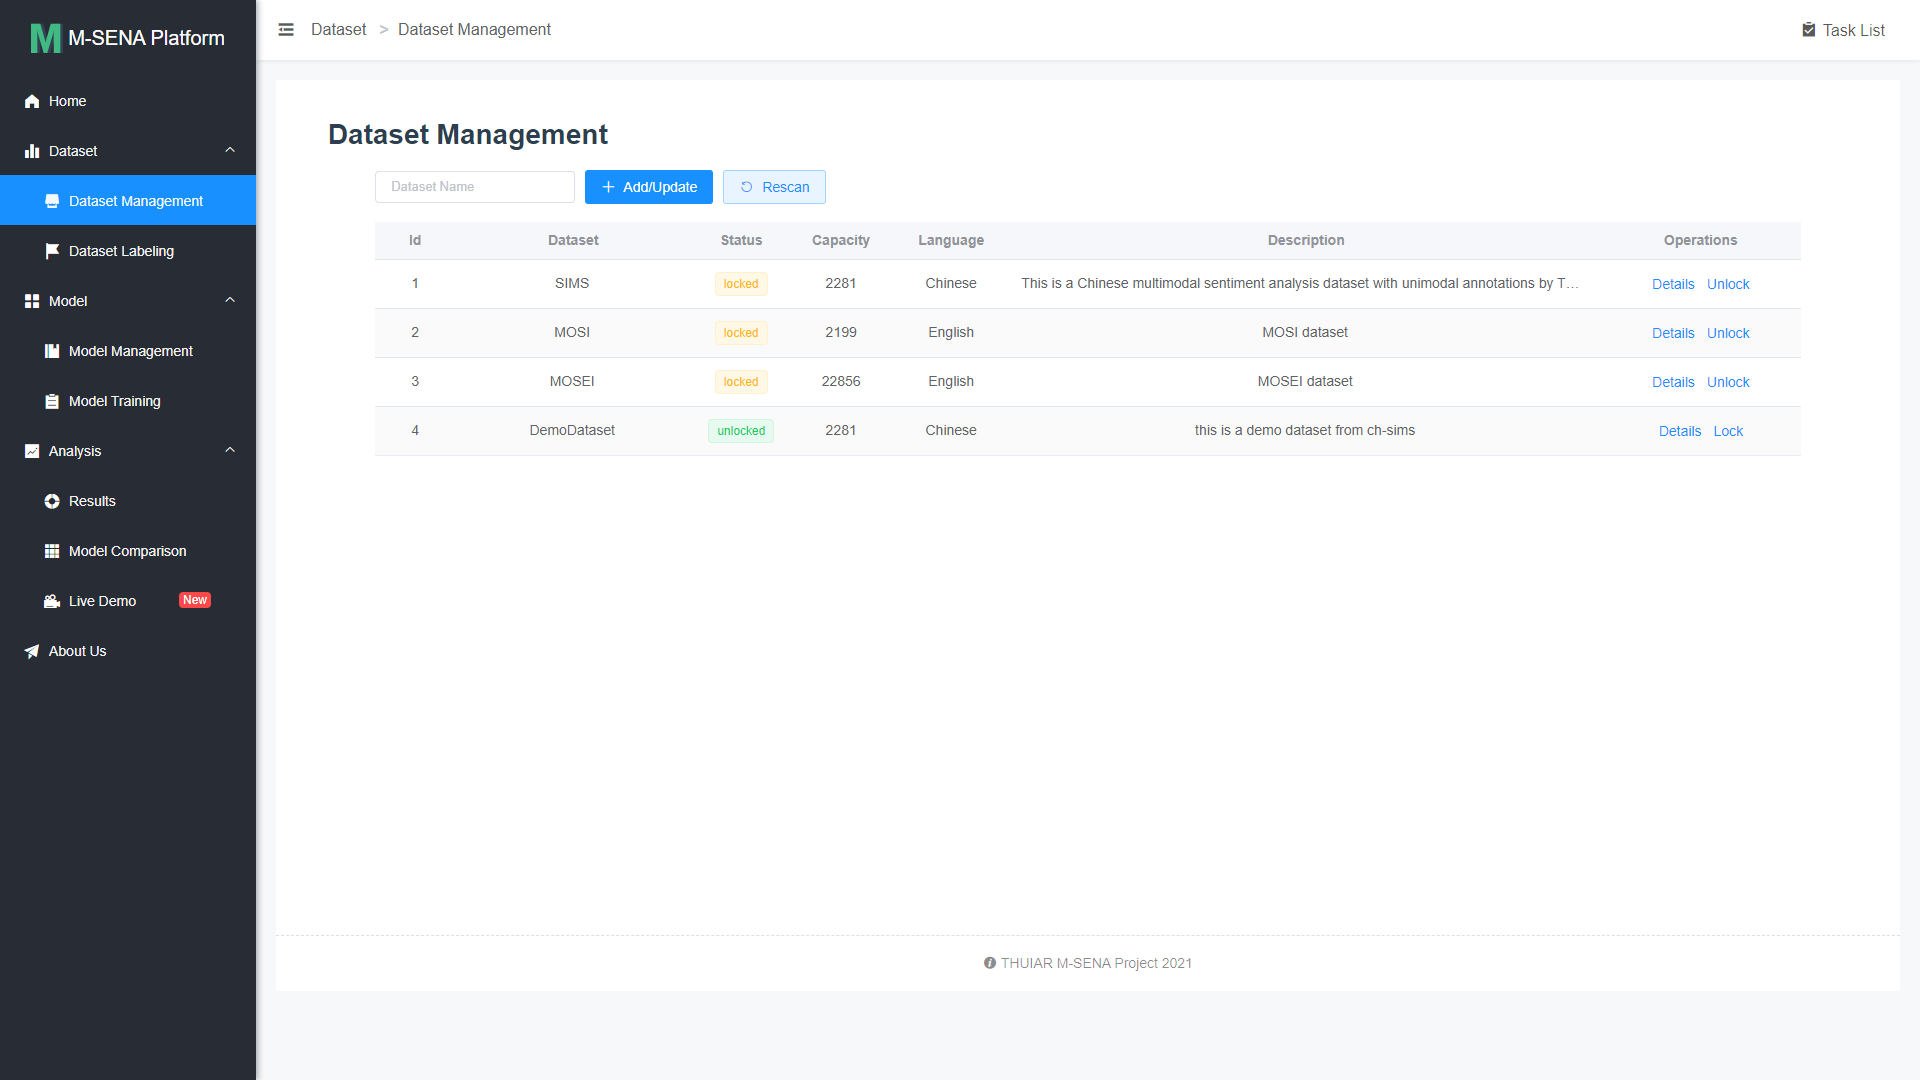 M-SENA Platform
Dataset > Dataset Management
Task List
Home
Dataset
Dataset Management
Dataset Labeling
Model
Model Management
Model Training
Analysis
Results
Model Comparison
Live Demo New
About Us
Dataset Management
Dataset Name Add/Update Rescan
Id Dataset Status Capacity Language Description Operations
1 SIMS locked 2281 Chinese This is a Chinese multimodal sentiment analysis dataset with unimodal annotations by T… Details Unlock
2 MOSI locked 2199 English MOSI dataset Details Unlock
3 MOSEI locked 22856 English MOSEI dataset Details Unlock
4 DemoDataset unlocked 2281 Chinese this is a demo dataset from ch-sims Details Lock
THUIAR M-SENA Project 2021